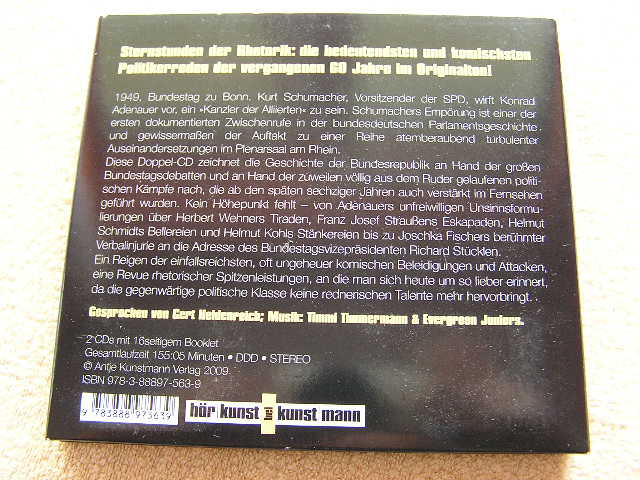 Sternstunden der Rhetorik: die bedeutendsten und komischsten
Politikerreden der vergangenen 60 Jahre im Originalton!
1949, Bundestag zu Bonn. Kurt Schumacher, Vorsitzender der SPD, wirft Konrad
Adenauer vor, ein »Kanzler der Alliierten« zu sein. Schumachers Empörung ist einer der
ersten dokumentierten Zwischenrufe in der bundesdeutschen Parlamentsgeschichte
und gewissermaßen der Auftakt zu einer Reihe atemberaubend turbulenter
Auseinandersetzungen im Plenarsaal am Rhein.
Diese Doppel-CD zeichnet die Geschichte der Bundesrepublik an Hand der großen
Bundestagsdebatten und an Hand der zuweilen völlig aus dem Ruder gelaufenen politi-
schen Kämpfe nach, die ab den späten sechziger Jahren auch verstärkt im Fernsehen
geführt wurden. Kein Höhepunkt fehlt – von Adenauers unfreiwilligen Unsinnsformu-
lierungen über Herbert Wehners Tiraden, Franz Josef Straußens Eskapaden, Helmut
Schmidts Bellereien und Helmut Kohls Stänkereien bis zu Joschka Fischers berühmter
Verbalinjurie an die Adresse des Bundestagsvizepräsidenten Richard Stücklen.
Ein Reigen der einfallsreichsten, oft ungeheuer komischen Beleidigungen und Attacken,
eine Revue rhetorischer Spitzenleistungen, an die man sich heute um so lieber erinnert,
da die gegenwärtige politische Klasse keine rednerischen Talente mehr hervorbringt.
Gesprochen von Gert Heidenreich; Musik: Timml Timmermann & Evergreen Juniors.
2 CDs mit 16seitigem Booklet
Gesamtlaufzeit 155:05 Minuten • DDD • STEREO
© Antje Kunstmann Verlag 2009
ISBN 978-3-88897-563-9
9 783888 975639
hör kunst bei kunst mann